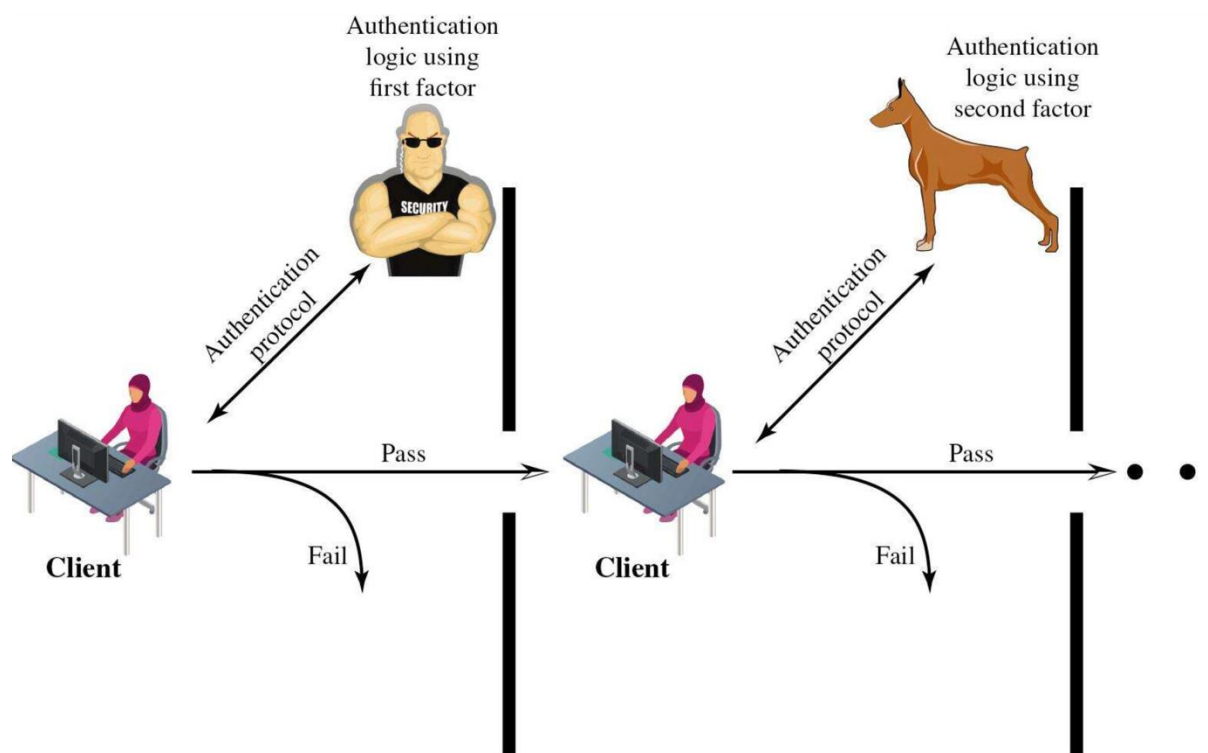 Authentication
logic using
first factor
SECURITY
Authentication
protocol
Pass
Fail
Client
Authentication
logic using
second factor
Authentication
protocol
Pass
Fail
Client